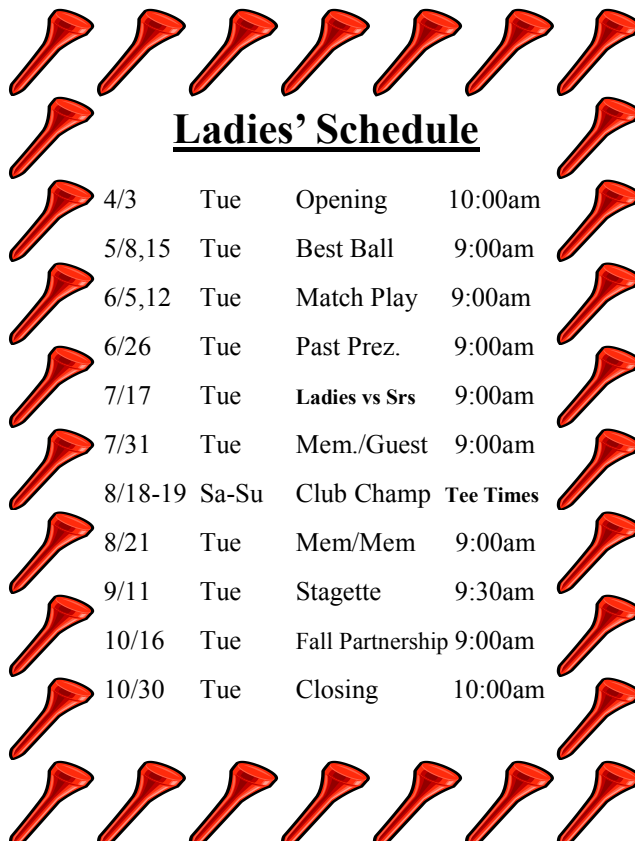 Ladies’ Schedule
4/3 Tue Opening 10:00am
5/8,15 Tue Best Ball 9:00am
6/5,12 Tue Match Play 9:00am
6/26 Tue Past Prez. 9:00am
7/17 Tue Ladies vs Srs 9:00am
7/31 Tue Mem./Guest 9:00am
8/18-19 Sa-Su Club Champ Tee Times
8/21 Tue Mem/Mem 9:00am
9/11 Tue Stagette 9:30am
10/16 Tue Fall Partnership 9:00am
10/30 Tue Closing 10:00am